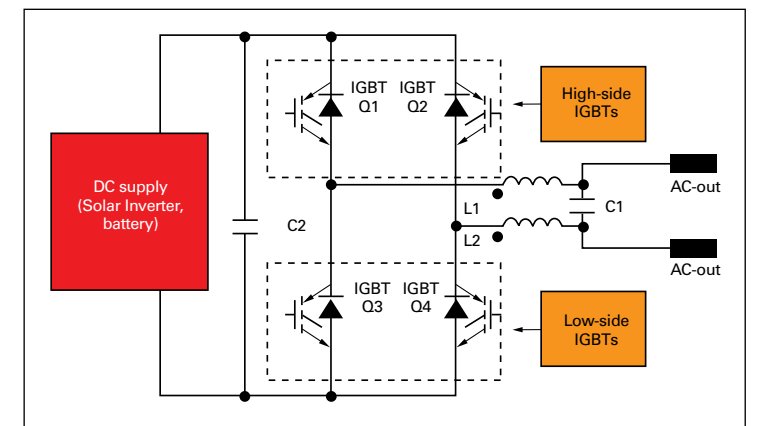 IGBT
Q1
IGBT
Q2
High-side
IGBTs
DC supply
(Solar Inverter,
battery)
C2
L1
L2
C1
AC-out
AC-out
IGBT
Q3
IGBT
Q4
Low-side
IGBTs